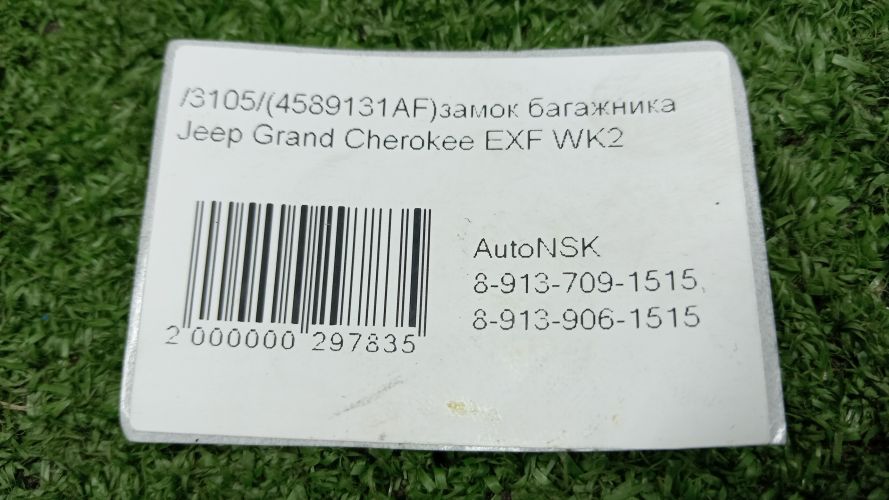 /3105/(4589131AF)замок багажника
Jeep Grand Cherokee EXF WK2
AutoNSK
8-913-709-1515,
8-913-906-1515
2 000000 297835